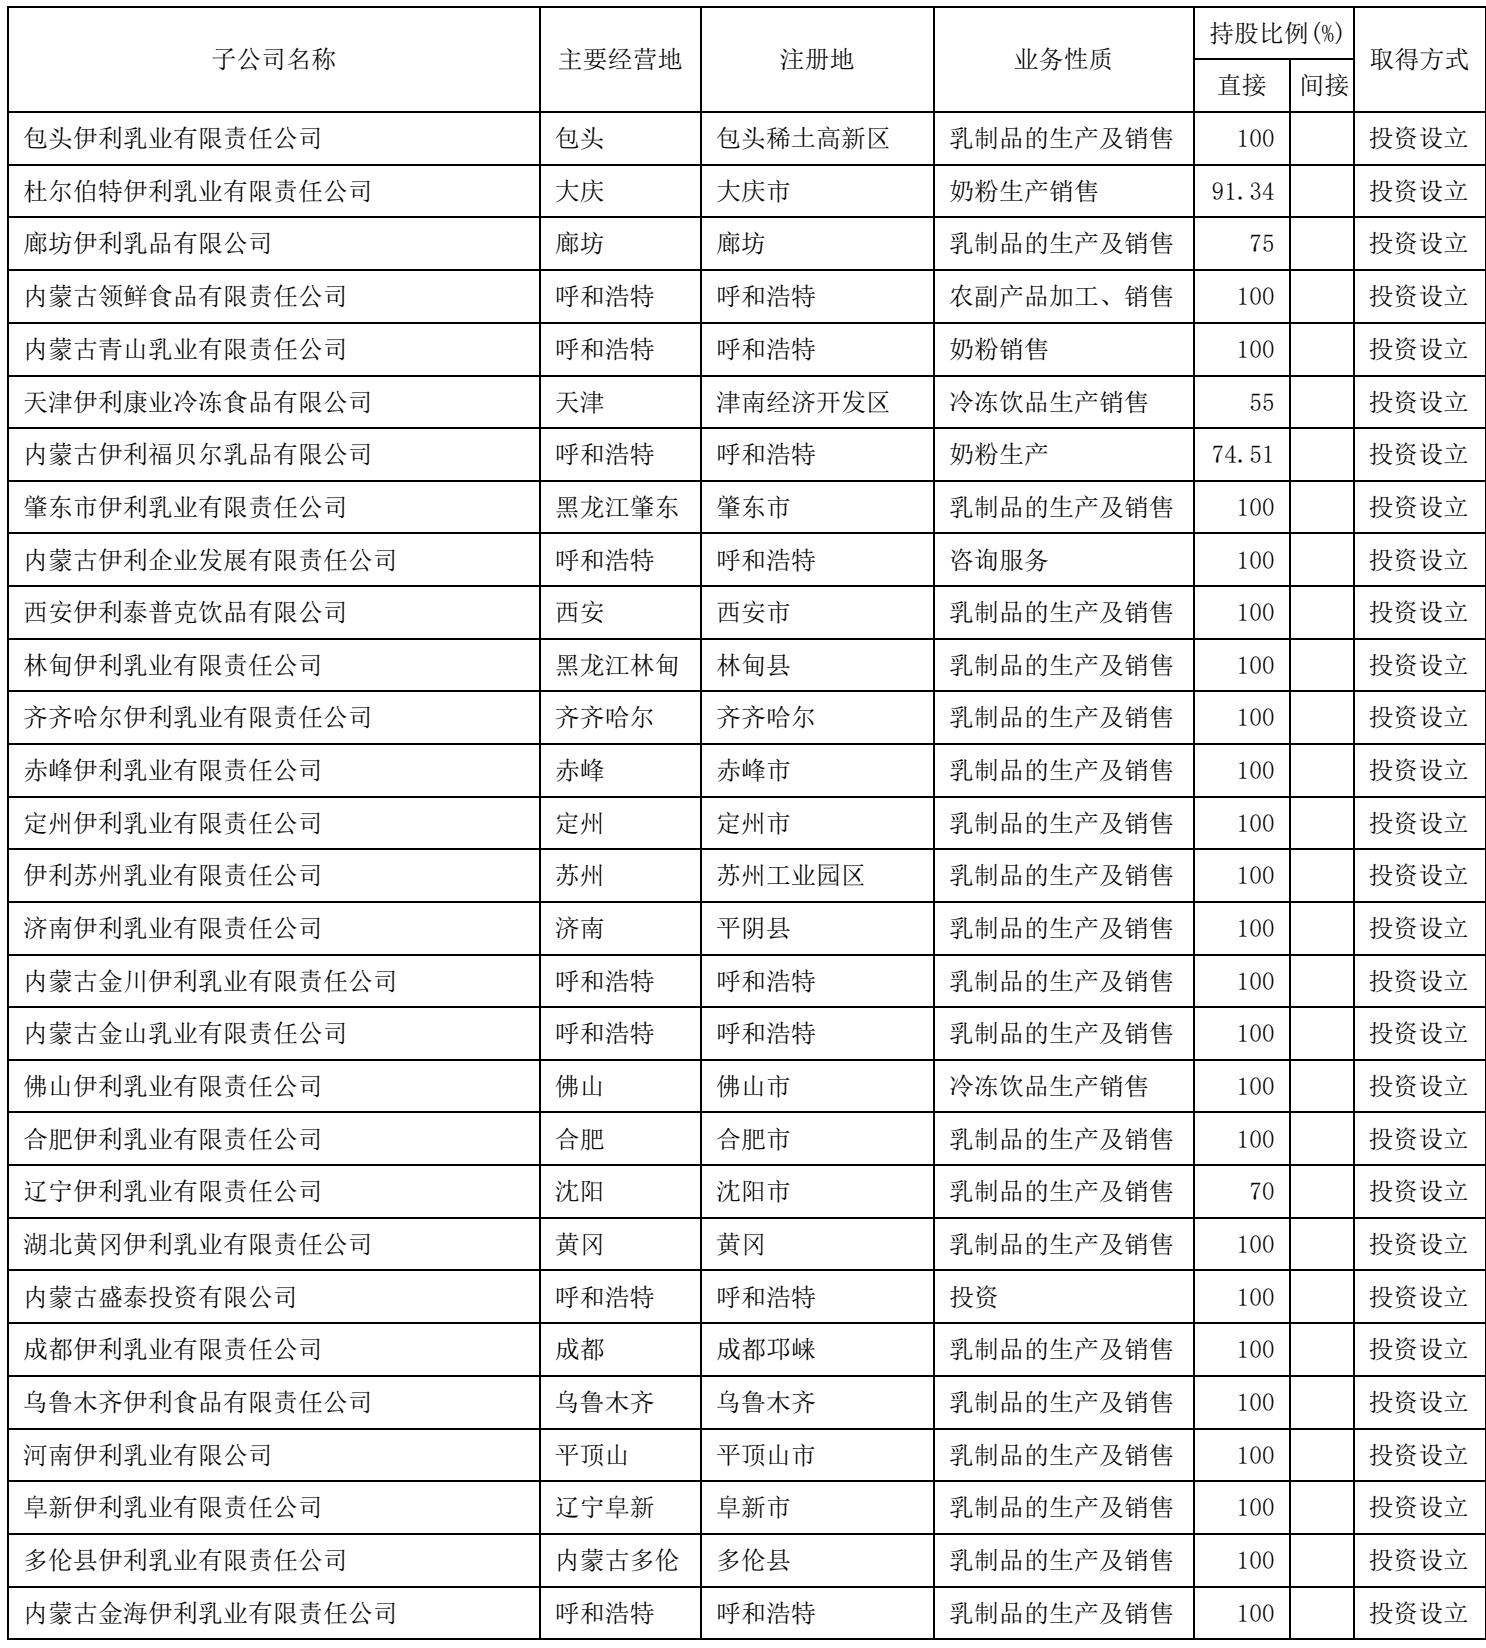 子公司名称 主要经营地 注册地 业务性质 持股比例(%) 取得方式
直接 间接
包头伊利乳业有限责任公司 包头 包头稀土高新区 乳制品的生产及销售 100 投资设立
杜尔伯特伊利乳业有限责任公司 大庆 大庆市 奶粉生产销售 91.34 投资设立
廊坊伊利乳品有限公司 廊坊 廊坊 乳制品的生产及销售 75 投资设立
内蒙古领鲜食品有限责任公司 呼和浩特 呼和浩特 农副产品加工、销售 100 投资设立
内蒙古青山乳业有限责任公司 呼和浩特 呼和浩特 奶粉销售 100 投资设立
天津伊利康业冷冻食品有限公司 天津 津南经济开发区 冷冻饮品生产销售 55 投资设立
内蒙古伊利福贝尔乳品有限公司 呼和浩特 呼和浩特 奶粉生产 74.51 投资设立
肇东市伊利乳业有限责任公司 黑龙江肇东 肇东市 乳制品的生产及销售 100 投资设立
内蒙古伊利企业发展有限责任公司 呼和浩特 呼和浩特 咨询服务 100 投资设立
西安伊利泰普克饮品有限公司 西安 西安市 乳制品的生产及销售 100 投资设立
林甸伊利乳业有限责任公司 黑龙江林甸 林甸县 乳制品的生产及销售 100 投资设立
齐齐哈尔伊利乳业有限责任公司 齐齐哈尔 齐齐哈尔 乳制品的生产及销售 100 投资设立
赤峰伊利乳业有限责任公司 赤峰 赤峰市 乳制品的生产及销售 100 投资设立
定州伊利乳业有限责任公司 定州 定州市 乳制品的生产及销售 100 投资设立
伊利苏州乳业有限责任公司 苏州 苏州工业园区 乳制品的生产及销售 100 投资设立
济南伊利乳业有限责任公司 济南 平阴县 乳制品的生产及销售 100 投资设立
内蒙古金川伊利乳业有限责任公司 呼和浩特 呼和浩特 乳制品的生产及销售 100 投资设立
内蒙古金山乳业有限责任公司 呼和浩特 呼和浩特 乳制品的生产及销售 100 投资设立
佛山伊利乳业有限责任公司 佛山 佛山市 冷冻饮品生产销售 100 投资设立
合肥伊利乳业有限责任公司 合肥 合肥市 乳制品的生产及销售 100 投资设立
辽宁伊利乳业有限责任公司 沈阳 沈阳市 乳制品的生产及销售 70 投资设立
湖北黄冈伊利乳业有限责任公司 黄冈 黄冈 乳制品的生产及销售 100 投资设立
内蒙古盛泰投资有限公司 呼和浩特 呼和浩特 投资 100 投资设立
成都伊利乳业有限责任公司 成都 成都邛崃 乳制品的生产及销售 100 投资设立
乌鲁木齐伊利食品有限责任公司 乌鲁木齐 乌鲁木齐 乳制品的生产及销售 100 投资设立
河南伊利乳业有限公司 平顶山 平顶山市 乳制品的生产及销售 100 投资设立
阜新伊利乳业有限责任公司 辽宁阜新 阜新市 乳制品的生产及销售 100 投资设立
多伦县伊利乳业有限责任公司 内蒙古多伦 多伦县 乳制品的生产及销售 100 投资设立
内蒙古金海伊利乳业有限责任公司 呼和浩特 呼和浩特 乳制品的生产及销售 100 投资设立